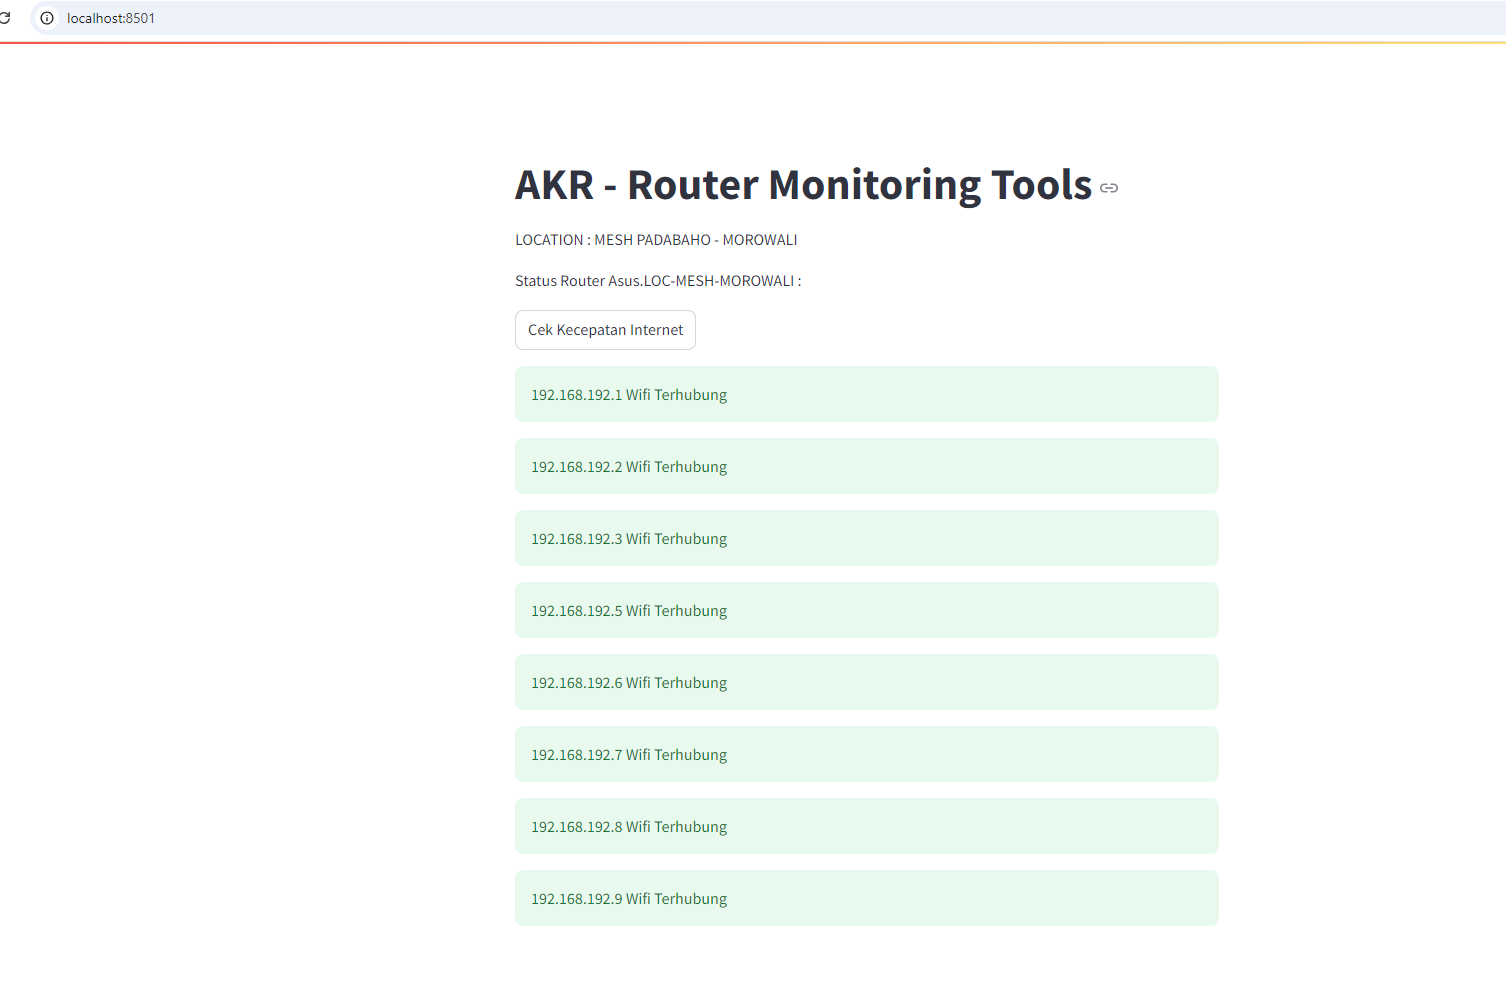 localhost:8501
AKR - Router Monitoring Tools
LOCATION : MESH PADABAHO - MOROWALI
Status Router Asus.LOC-MESH-MOROWALI :
Cek Kecepatan Internet
192.168.192.1 Wifi Terhubung
192.168.192.2 Wifi Terhubung
192.168.192.3 Wifi Terhubung
192.168.192.5 Wifi Terhubung
192.168.192.6 Wifi Terhubung
192.168.192.7 Wifi Terhubung
192.168.192.8 Wifi Terhubung
192.168.192.9 Wifi Terhubung